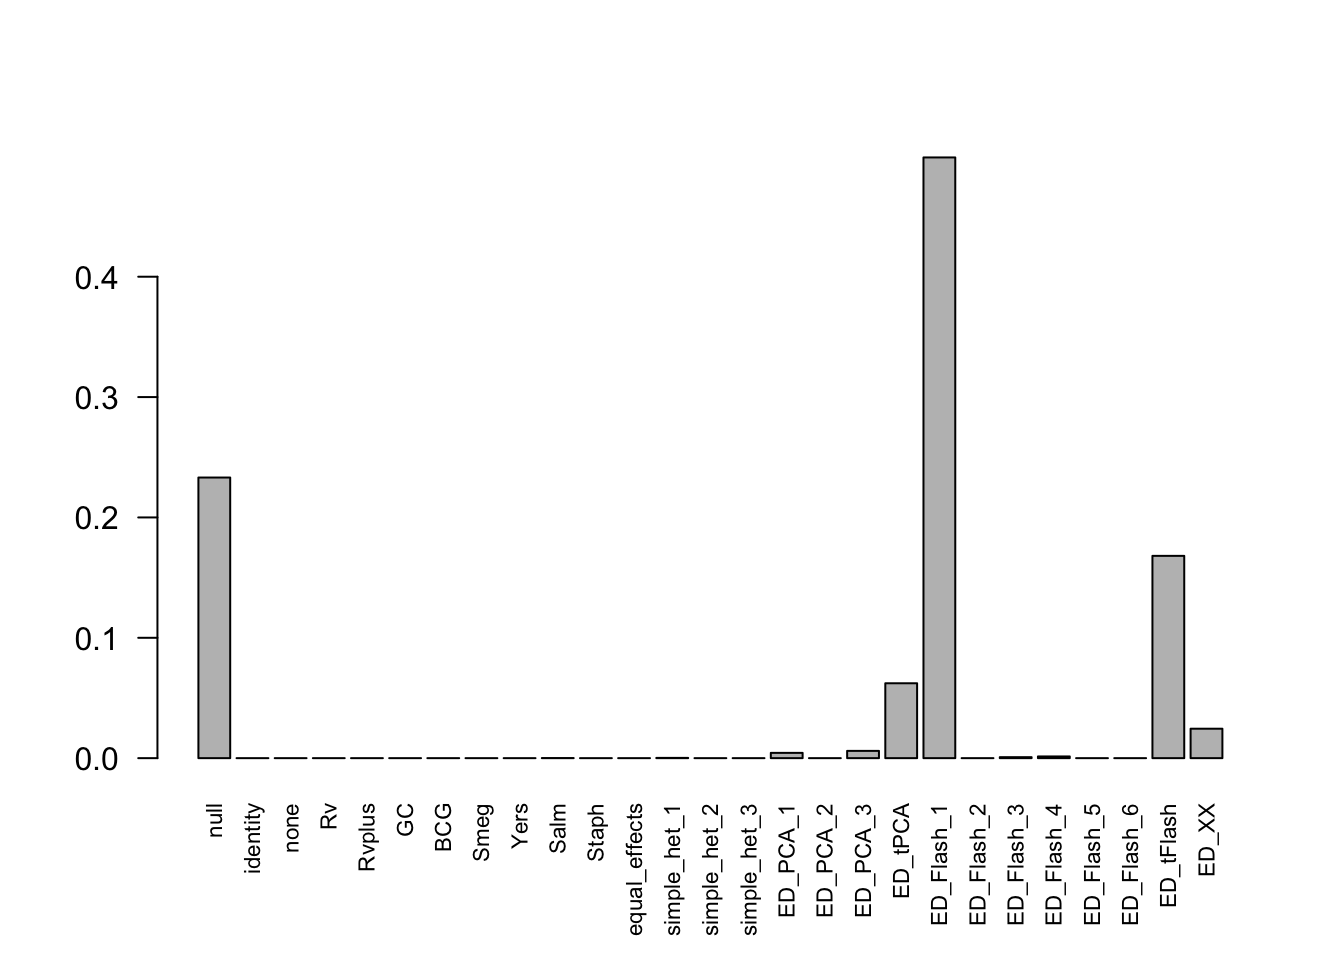 0.4
0.3
0.2
0.1
0.0
null
identity
none
Rv
Rvplus
GC
BCG
Smeg
Yers
Salm
Staph
equal_effects
simple_het_1
simple_het_2
simple_het_3
ED_PCA_1
ED_PCA_2
ED_PCA_3
ED_tPCA
ED_Flash_1
ED_Flash_2
ED_Flash_3
ED_Flash_4
ED_Flash_5
ED_Flash_6
ED_tFlash
ED_XX